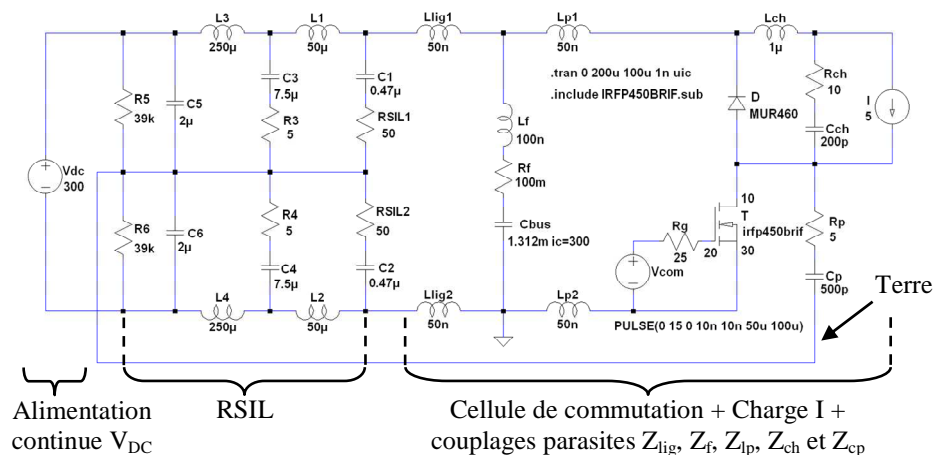 L3
250µ
L1
50µ
Llig1
50n
Lp1
50n
Lch
1µ
C3
7.5µ
C1
0.47µ
.tran 0 200u 100u 1n uic
.include IRFP450BRIF.sub
Rch
10
I
5
R5
39k
C5
2µ
R3
5
RSIL1
50
Lf
100n
D
MUR460
Cch
200p
Vdc
300
Rf
100m
R6
39k
C6
2µ
R4
5
RSIL2
50
Cbus
1.312m ic=300
Rg
25
10
T
irfp450brif
20
30
Rp
5
Vcom
C4
7.5µ
C2
0.47µ
Cp
500p
Terre
L4
250µ
L2
50µ
Llig2
50n
Lp2
50n
PULSE(0 15 0 10n 10n 50u 100u)
Alimentation
continue VDC
RSIL
Cellule de commutation + Charge I +
couplages parasites Zlig, Zf, Zlp, Zch et Zcp